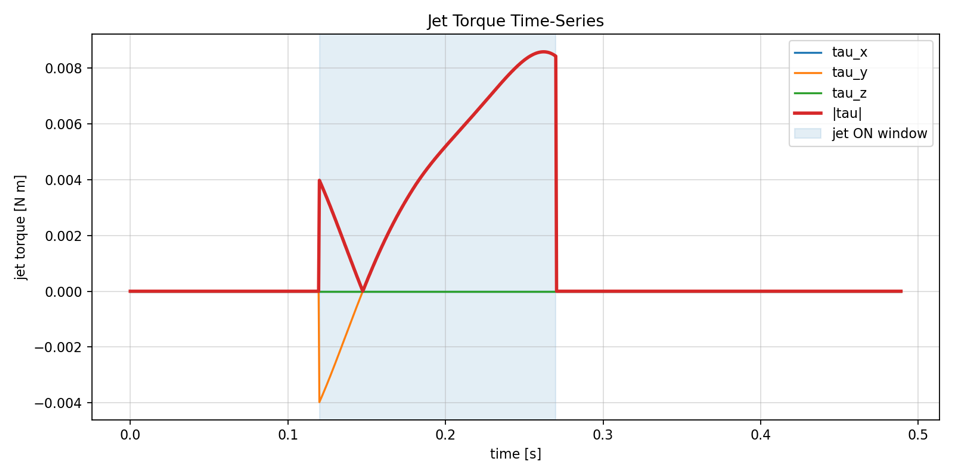 Jet Torque Time-Series
jet torque [N m]
0.008
0.006
0.004
0.002
0.000
−0.002
−0.004
tau_x
tau_y
tau_z
|tau|
jet ON window
0.0
0.1
0.2
0.3
0.4
0.5
time [s]